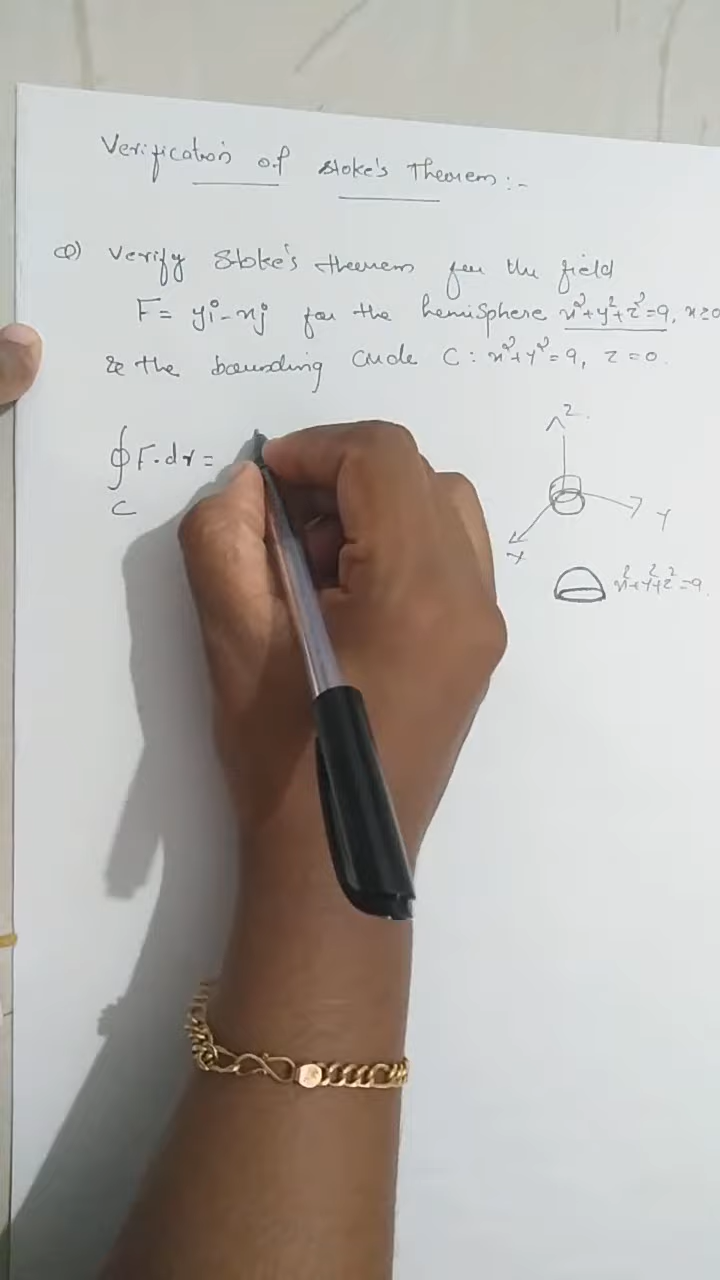 Verification of Stoke's Theorem:-
Q) Verify Stoke's theorem for the field
F = yi - xj for the hemisphere x²+y²+z²=9, x≥0
& the bounding circle C: x²+y²=9, z=0.
∮F.dr =
C
Z
Y
X
x²+y²+z²=9.